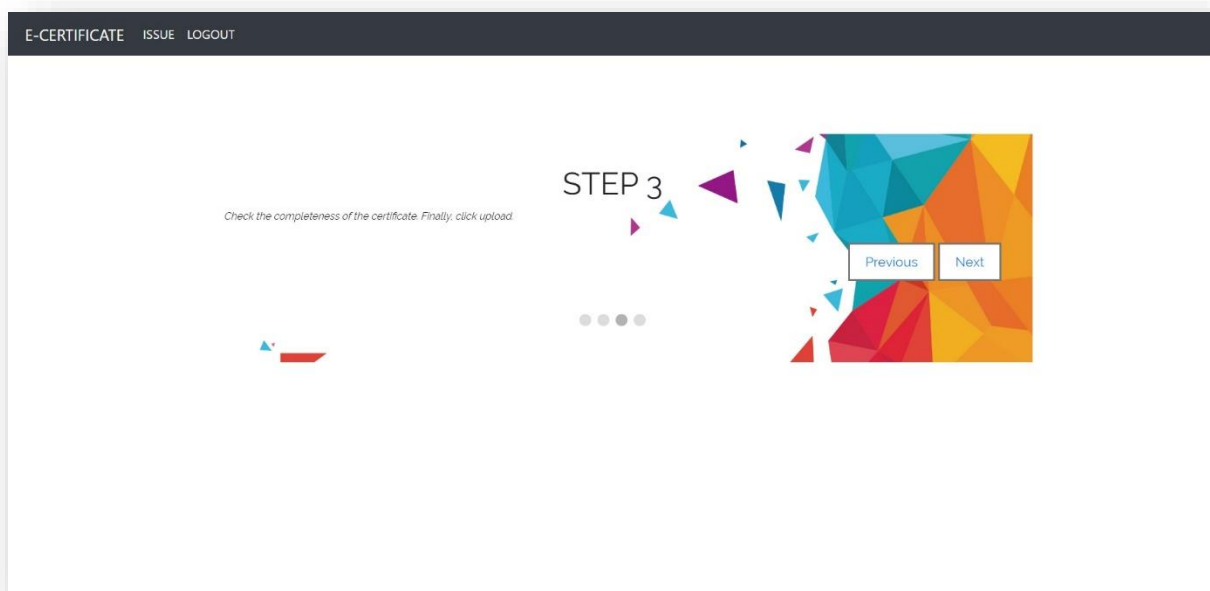 E-CERTIFICATE ISSUE LOGOUT
STEP 3
Check the completeness of the certificate. Finally, click upload.
Previous Next